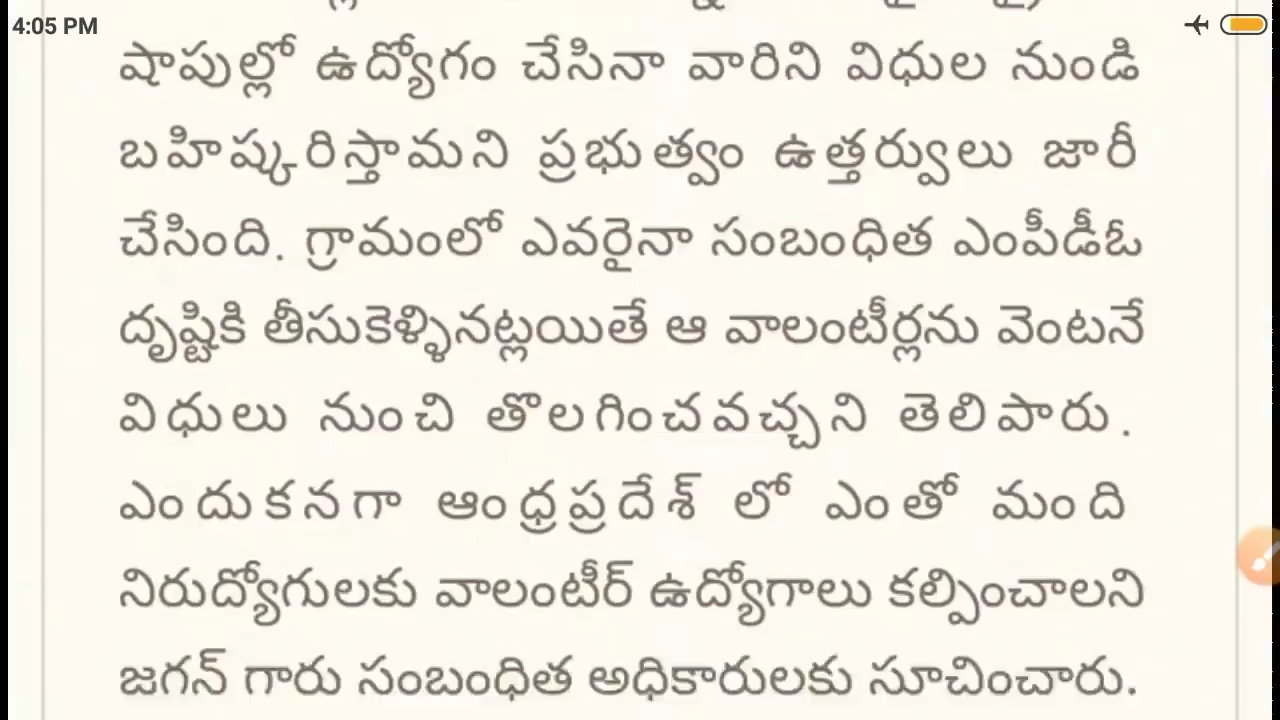 4:05 PM
షాపుల్లో ఉద్యోగం చేసినా వారిని విధుల నుండి
బహిష్కరిస్తామని ప్రభుత్వం ఉత్తర్వులు జారీ
చేసింది. గ్రామంలో ఎవరైనా సంబంధిత ఎంపీడీఓ
దృష్టికి తీసుకెళ్ళినట్లయితే ఆ వాలంటీర్లను వెంటనే
విధులు నుంచి తొలగించవచ్చని తెలిపారు.
ఎందుకనగా ఆంధ్రప్రదేశ్ లో ఎంతో మంది
నిరుద్యోగులకు వాలంటీర్ ఉద్యోగాలు కల్పించాలని
జగన్ గారు సంబంధిత అధికారులకు సూచించారు.